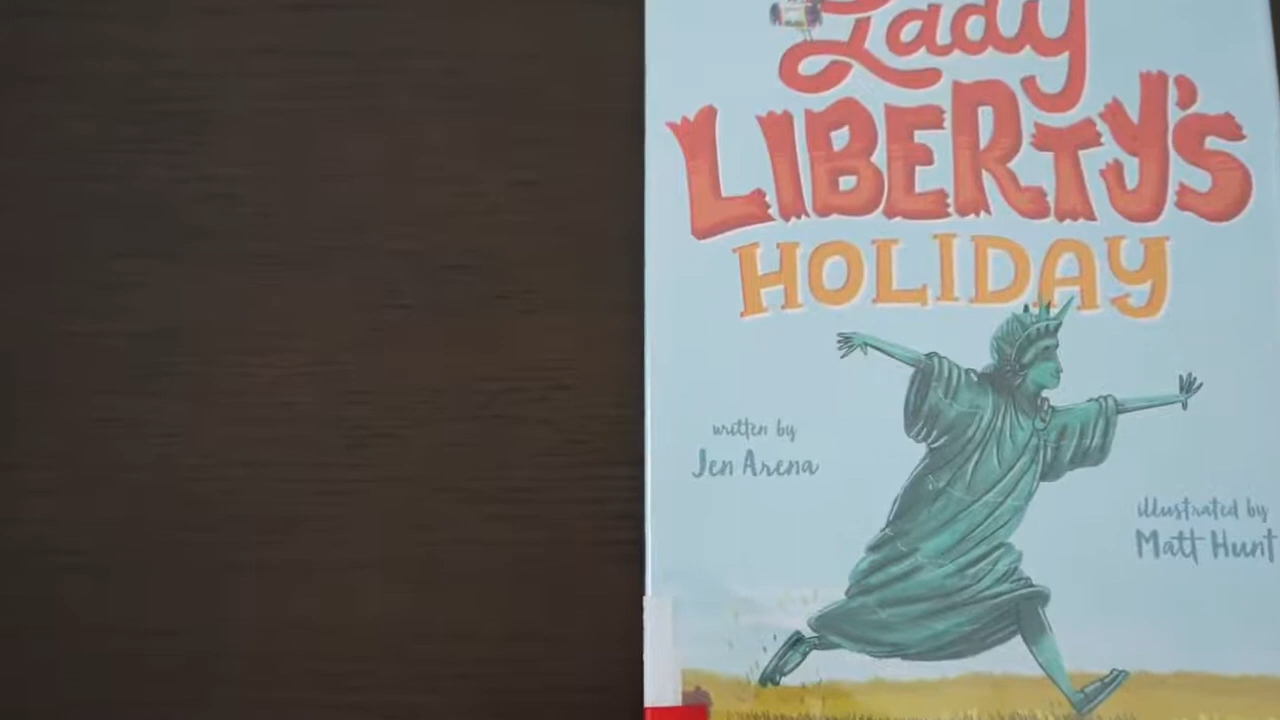 Lady
LIBERTY'S
HOLIDAY
written by
Jen Arena
illustrated by
Matt Hunt